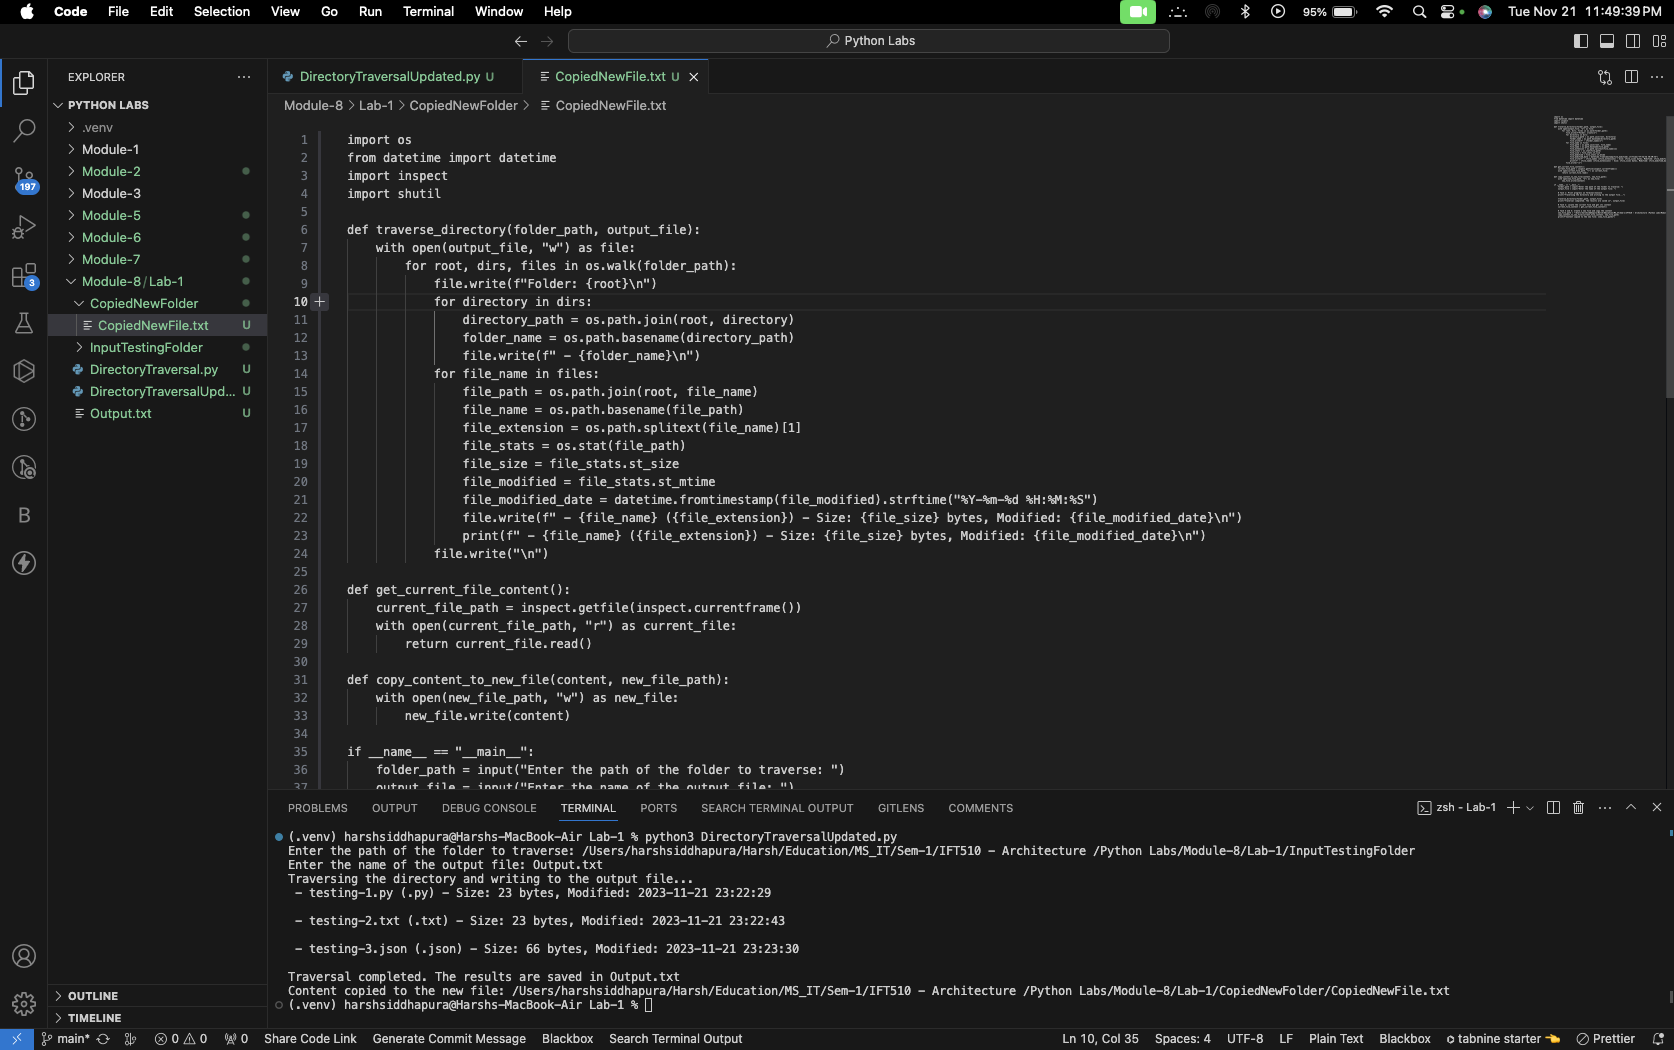 Code File Edit Selection View Go Run Terminal Window Help 95% Tue Nov 21 11:49:39 PM
Python Labs
EXPLORER
PYTHON LABS
.venv
Module-1
Module-2
Module-3
Module-5
Module-6
Module-7
Module-8/Lab-1
CopiedNewFolder
CopiedNewFile.txt U
InputTestingFolder
DirectoryTraversal.py U
DirectoryTraversalUpd... U
Output.txt U
OUTLINE
TIMELINE
197
3
B
DirectoryTraversalUpdated.py U
CopiedNewFile.txt U
Module-8 > Lab-1 > CopiedNewFolder > CopiedNewFile.txt
1 import os
2 from datetime import datetime
3 import inspect
4 import shutil
5
6 def traverse_directory(folder_path, output_file):
7 with open(output_file, "w") as file:
8 for root, dirs, files in os.walk(folder_path):
9 file.write(f"Folder: {root}\n")
10 for directory in dirs:
11 directory_path = os.path.join(root, directory)
12 folder_name = os.path.basename(directory_path)
13 file.write(f" - {folder_name}\n")
14 for file_name in files:
15 file_path = os.path.join(root, file_name)
16 file_name = os.path.basename(file_path)
17 file_extension = os.path.splitext(file_name)[1]
18 file_stats = os.stat(file_path)
19 file_size = file_stats.st_size
20 file_modified = file_stats.st_mtime
21 file_modified_date = datetime.fromtimestamp(file_modified).strftime("%Y-%m-%d %H:%M:%S")
22 file.write(f" - {file_name} ({file_extension}) - Size: {file_size} bytes, Modified: {file_modified_date}\n")
23 print(f" - {file_name} ({file_extension}) - Size: {file_size} bytes, Modified: {file_modified_date}\n")
24 file.write("\n")
25
26 def get_current_file_content():
27 current_file_path = inspect.getfile(inspect.currentframe())
28 with open(current_file_path, "r") as current_file:
29 return current_file.read()
30
31 def copy_content_to_new_file(content, new_file_path):
32 with open(new_file_path, "w") as new_file:
33 new_file.write(content)
34
35 if __name__ == "__main__":
36 folder_path = input("Enter the path of the folder to traverse: ")
37 output_file = input("Enter the name of the output file: ")
PROBLEMS OUTPUT DEBUG CONSOLE TERMINAL PORTS SEARCH TERMINAL OUTPUT GITLENS COMMENTS zsh - Lab-1
(.venv) harshsiddhapura@Harshs-MacBook-Air Lab-1 % python3 DirectoryTraversalUpdated.py
Enter the path of the folder to traverse: /Users/harshsiddhapura/Harsh/Education/MS_IT/Sem-1/IFT510 - Architecture /Python Labs/Module-8/Lab-1/InputTestingFolder
Enter the name of the output file: Output.txt
Traversing the directory and writing to the output file...
- testing-1.py (.py) - Size: 23 bytes, Modified: 2023-11-21 23:22:29
- testing-2.txt (.txt) - Size: 23 bytes, Modified: 2023-11-21 23:22:43
- testing-3.json (.json) - Size: 66 bytes, Modified: 2023-11-21 23:23:30
Traversal completed. The results are saved in Output.txt
Content copied to the new file: /Users/harshsiddhapura/Harsh/Education/MS_IT/Sem-1/IFT510 - Architecture /Python Labs/Module-8/Lab-1/CopiedNewFolder/CopiedNewFile.txt
(.venv) harshsiddhapura@Harshs-MacBook-Air Lab-1 %
main* 0 0 0 Share Code Link Generate Commit Message Blackbox Search Terminal Output Ln 10, Col 35 Spaces: 4 UTF-8 LF Plain Text Blackbox tabnine starter Prettier